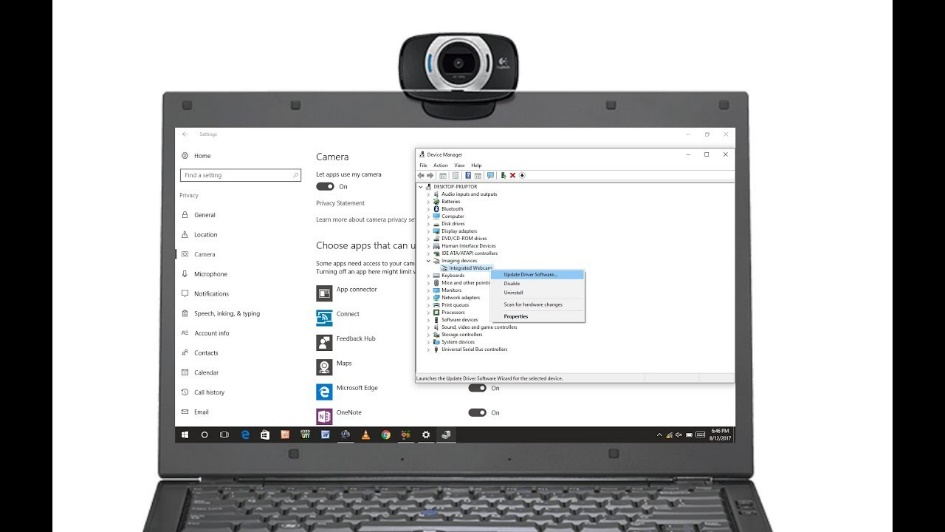 Settings
Home
Find a setting
Privacy
General
Location
Camera
Microphone
Notifications
Speech, inking, & typing
Account info
Contacts
Calendar
Call history
Email
Camera
Let apps use my camera
On
Privacy Statement
Learn more about camera privacy se
Choose apps that can u
Some apps need access to your cam
Turning off an app here might limit
App connector
Connect
Feedback Hub
Maps
Microsoft Edge
On
OneNote
On
Device Manager
File Action View Help
Audio inputs and outputs
Batteries
Bluetooth
Computer
Disk drives
Display adapters
DVD/CD-ROM drives
Human Interface Devices
IDE ATA/ATAPI controllers
Imaging devices
Integrated Webcam
Keyboards
Mice and other pointi
Monitors
Network adapters
Print queues
Processors
Software devices
Sound, video and game controllers
Storage controllers
System devices
Universal Serial Bus controllers
Update Driver Software...
Disable
Uninstall
Scan for hardware changes
Properties
Launches the Update Driver Software Wizard for the selected device.
6:46 PM
8/12/2017